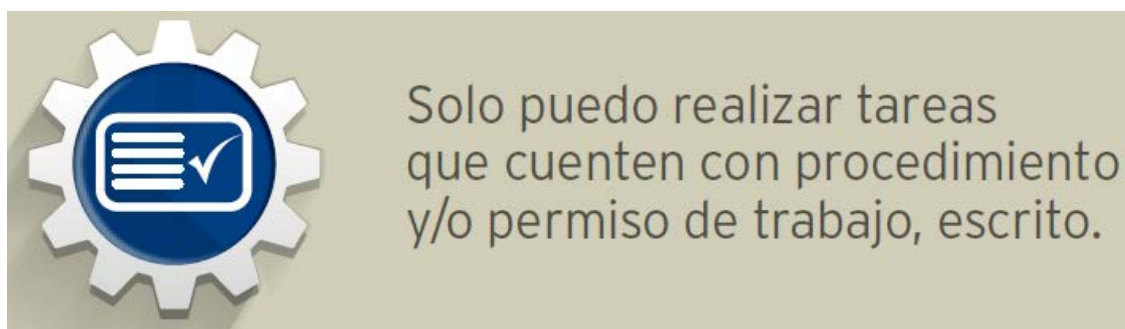 Solo puedo realizar tareas
que cuenten con procedimiento
y/o permiso de trabajo, escrito.